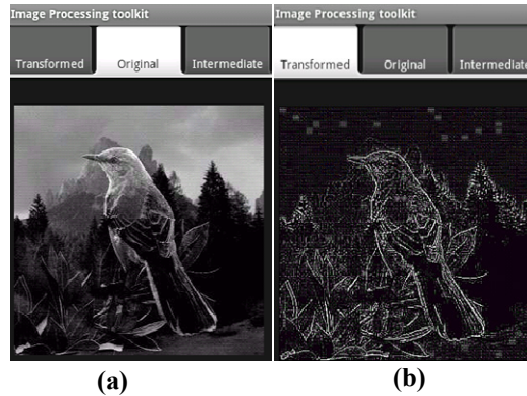 Image Processing toolkit
Transformed Original Intermediate
(a)
Image Processing toolkit
Transformed Original Intermediate
(b)